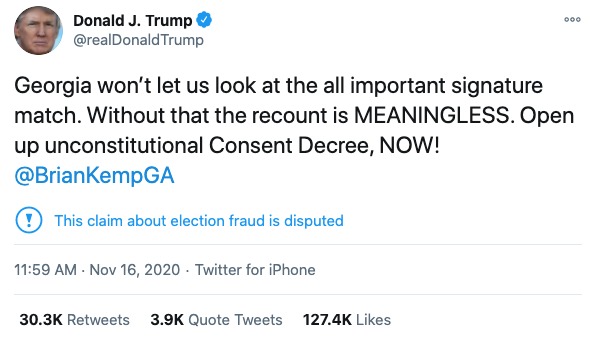 Donald J. Trump
@realDonaldTrump
Georgia won't let us look at the all important signature
match. Without that the recount is MEANINGLESS. Open
up unconstitutional Consent Decree, NOW!
@BrianKempGA
This claim about election fraud is disputed
11:59 AM · Nov 16, 2020 · Twitter for iPhone
30.3K Retweets 3.9K Quote Tweets 127.4K Likes